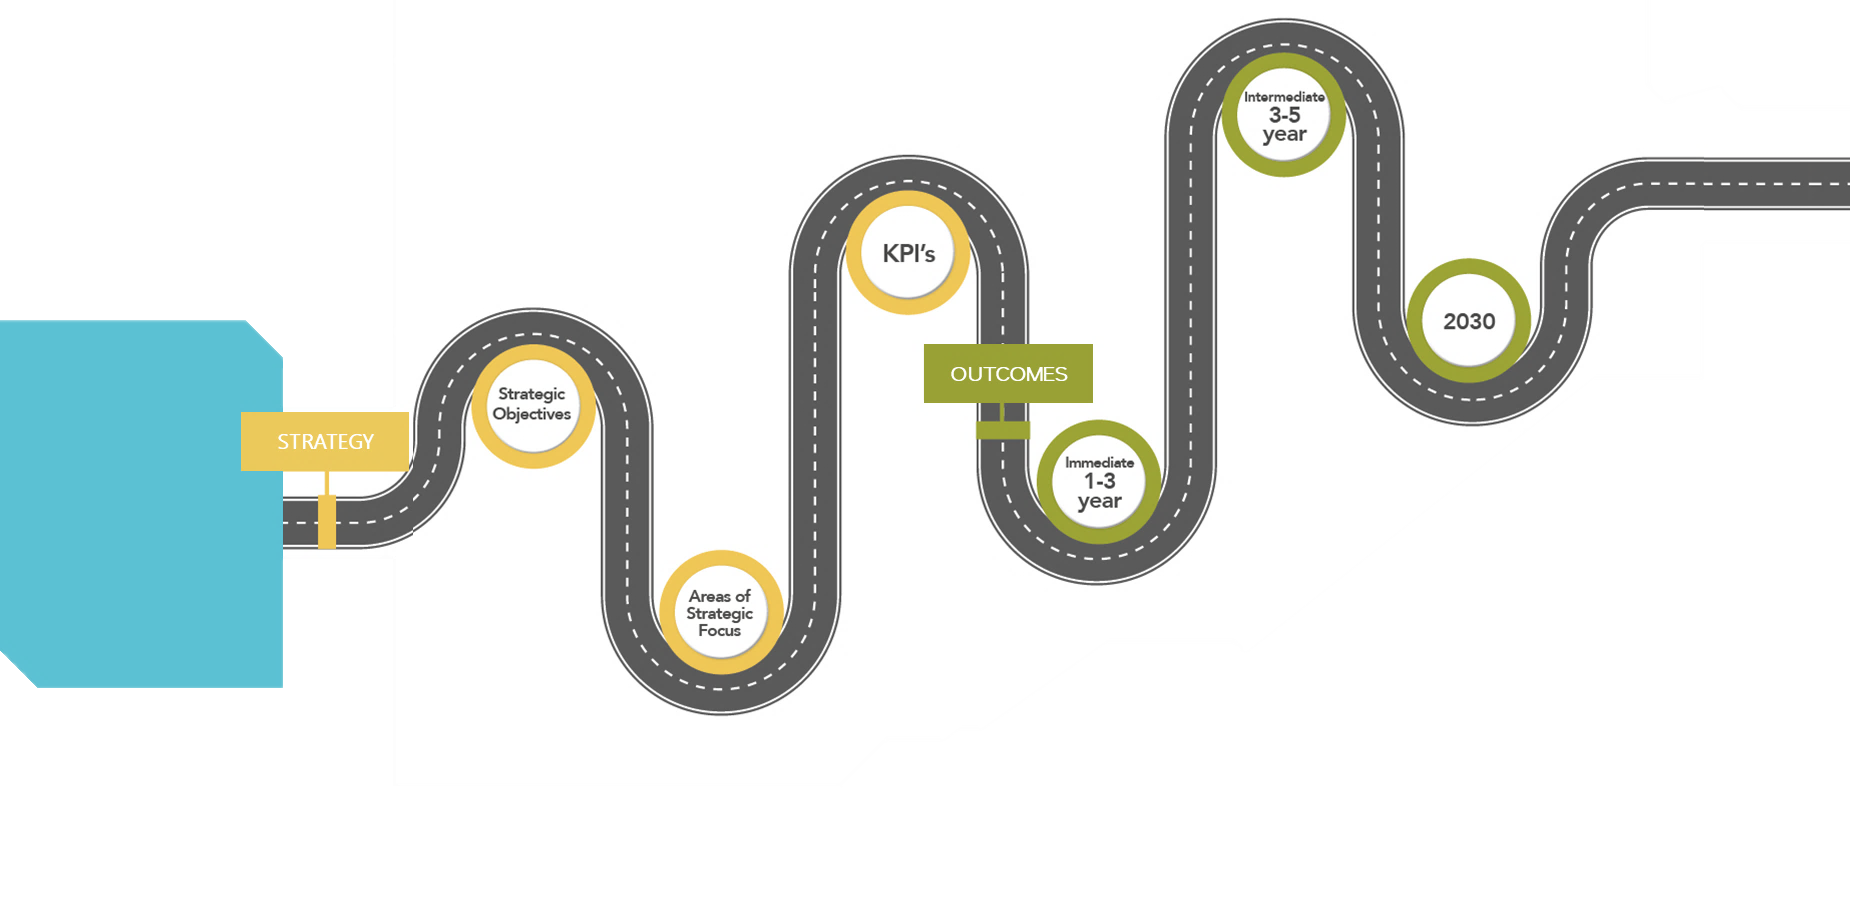 STRATEGY
Strategic
Objectives
Areas of
Strategic
Focus
KPI's
OUTCOMES
Immediate
1-3
year
Intermediate
3-5
year
2030